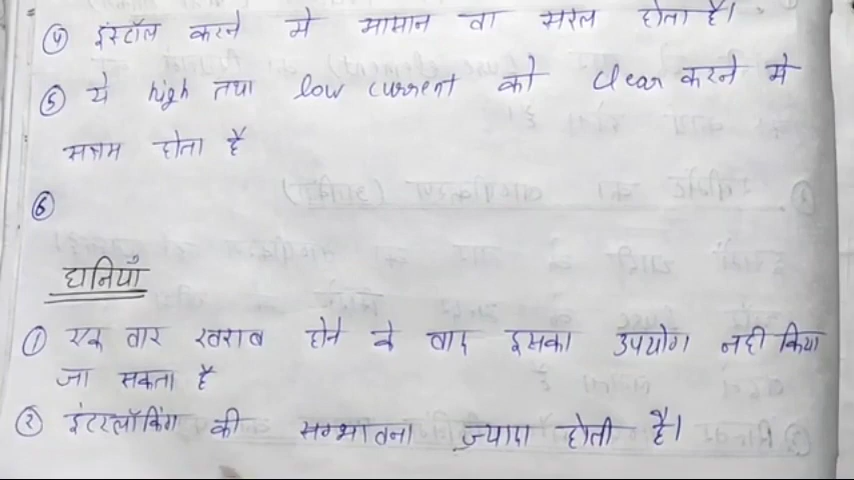 ④ इंस्टॉल करने मे आसान वा सरल होता है।
⑤ ये high तथा low current को clear करने मे
सक्षम होता है
⑥
हानियाँ
① एक वार खराब होने के बाद इसका उपयोग नही किया
जा सकता है
② इंटरलॉकिंग की सम्भावना ज़्यादा होती है।